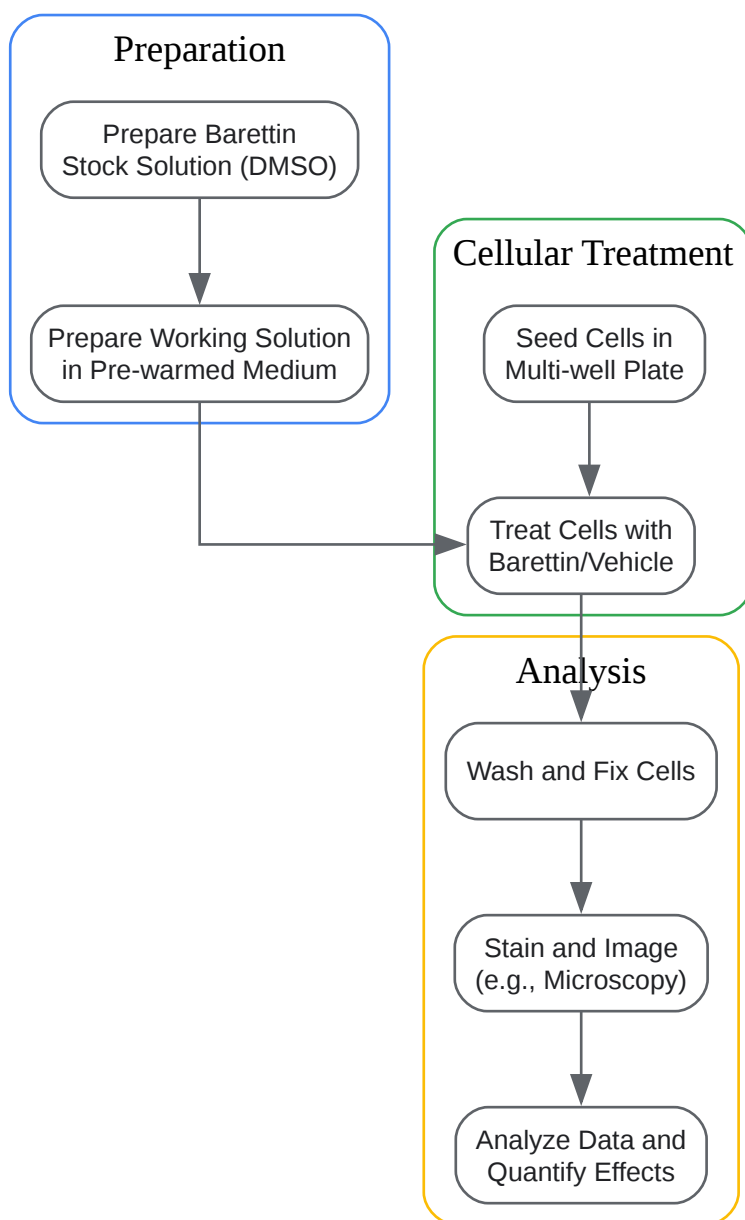 Preparation
Prepare Barettin
Stock Solution (DMSO)
Prepare Working Solution
in Pre-warmed Medium
Cellular Treatment
Seed Cells in
Multi-well Plate
Treat Cells with
Barettin/Vehicle
Analysis
Wash and Fix Cells
Stain and Image
(e.g., Microscopy)
Analyze Data and
Quantify Effects